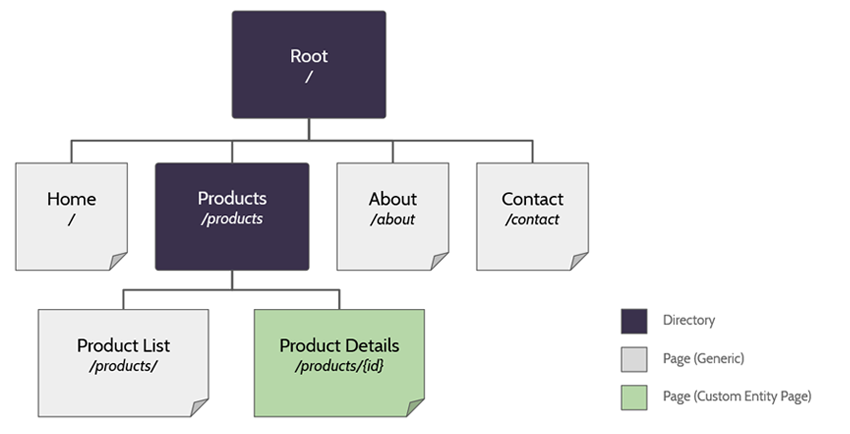 Root
/
Home
/
Products
/products
About
/about
Contact
/contact
Product List
/products/
Product Details
/products/{id}
Directory
Page (Generic)
Page (Custom Entity Page)